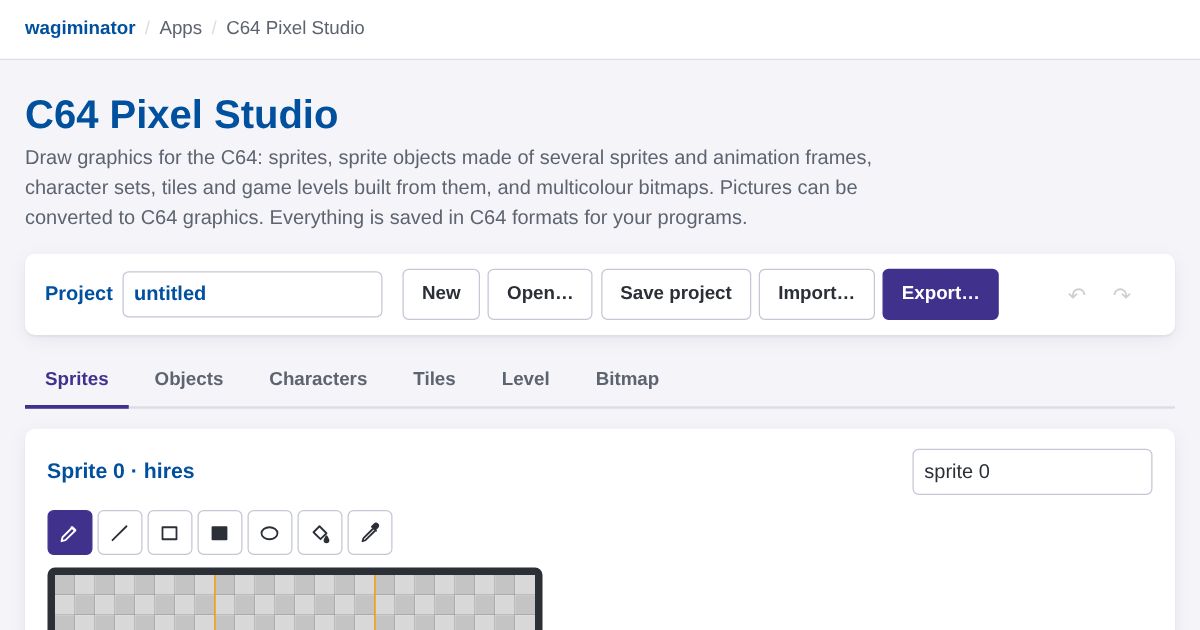 wagiminator / Apps / C64 Pixel Studio
C64 Pixel Studio
Draw graphics for the C64: sprites, sprite objects made of several sprites and animation frames,
character sets, tiles and game levels built from them, and multicolour bitmaps. Pictures can be
converted to C64 graphics. Everything is saved in C64 formats for your programs.
Project untitled New Open… Save project Import… Export…
Sprites Objects Characters Tiles Level Bitmap
Sprite 0 · hires sprite 0